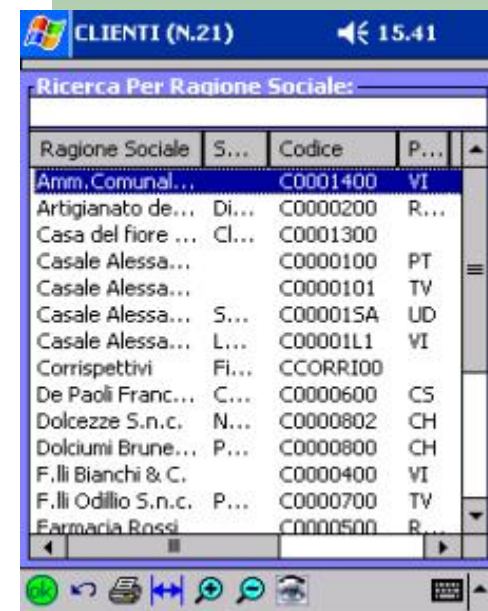 CLIENTI (N.21) 15.41
Ricerca Per Ragione Sociale:
Ragione Sociale S... Codice P...
Amm.Comunal... C0001400 VI
Artigianato de... Di... C0000200 R...
Casa del fiore ... Cl... C0001300
Casale Alessa... C0000100 PT
Casale Alessa... C0000101 TV
Casale Alessa... S... C00001SA UD
Casale Alessa... L... C00001L1 VI
Corrispettivi Fi... CCORRI00
De Paoli Franc... C... C0000600 CS
Dolcezze S.n.c. N... C0000802 CH
Dolciumi Brune... P... C0000800 CH
F.lli Bianchi & C. C0000400 VI
F.lli Odillio S.n.c. P... C0000700 TV
Farmacia Rossi C0000500 R...
ok